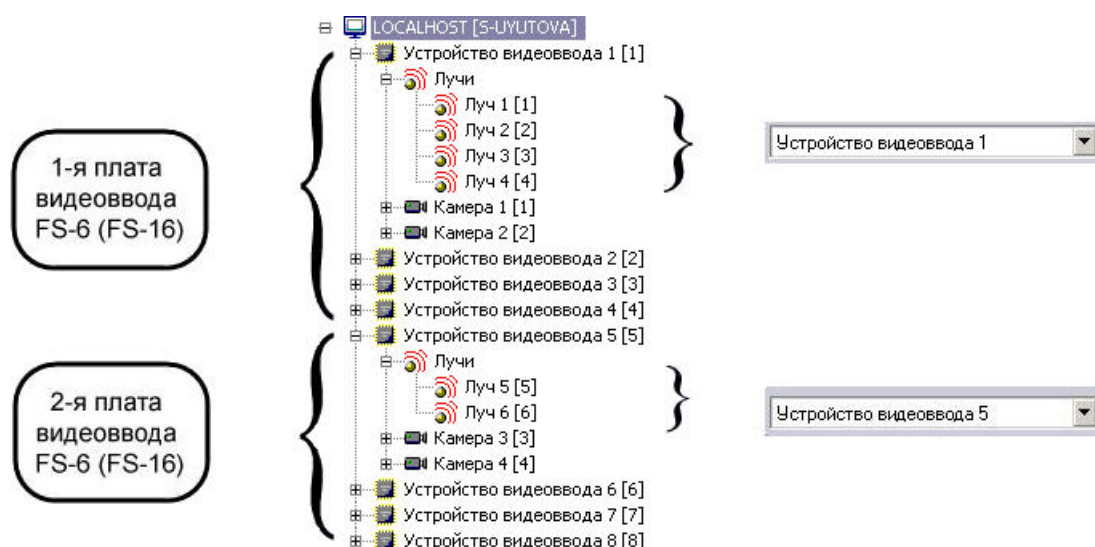 LOCALHOST [S-UYUTOVA]
Устройство видеоввода 1 [1]
Лучи
Луч 1 [1]
Луч 2 [2]
Луч 3 [3]
Луч 4 [4]
Камера 1 [1]
Камера 2 [2]
Устройство видеоввода 2 [2]
Устройство видеоввода 3 [3]
Устройство видеоввода 4 [4]
Устройство видеоввода 5 [5]
Лучи
Луч 5 [5]
Луч 6 [6]
Камера 3 [3]
Камера 4 [4]
Устройство видеоввода 6 [6]
Устройство видеоввода 7 [7]
Устройство видеоввода 8 [8]
1-я плата
видеоввода
FS-6 (FS-16)
2-я плата
видеоввода
FS-6 (FS-16)
Устройство видеоввода 1
Устройство видеоввода 5